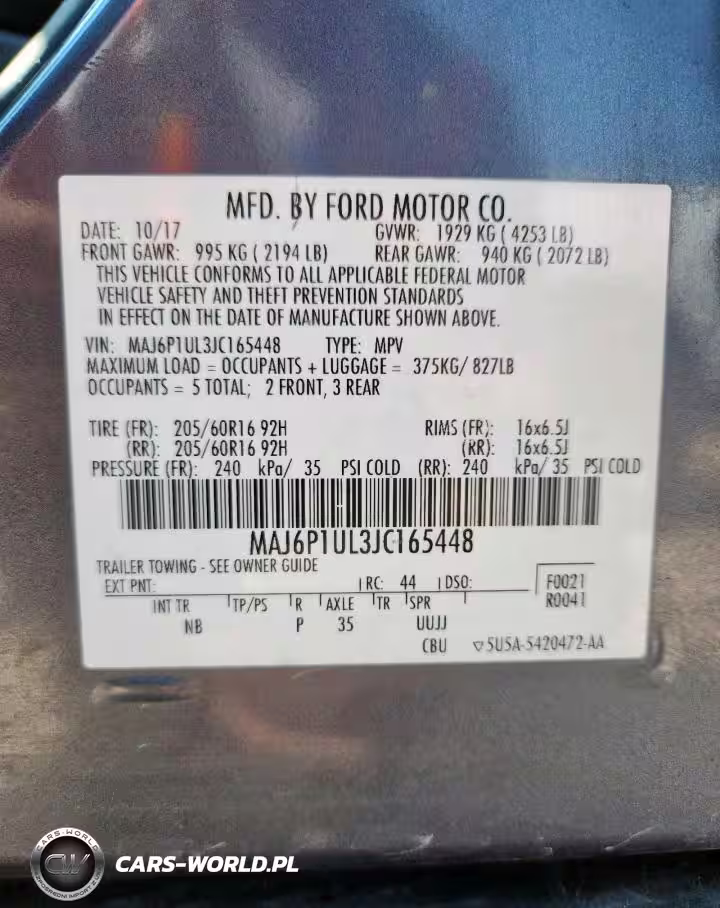 MFD. BY FORD MOTOR CO.
DATE: 10/17 GVWR: 1929 KG ( 4253 LB)
FRONT GAWR: 995 KG ( 2194 LB) REAR GAWR: 940 KG ( 2072 LB)
THIS VEHICLE CONFORMS TO ALL APPLICABLE FEDERAL MOTOR
VEHICLE SAFETY AND THEFT PREVENTION STANDARDS
IN EFFECT ON THE DATE OF MANUFACTURE SHOWN ABOVE.
VIN: MAJ6P1UL3JC165448 TYPE: MPV
MAXIMUM LOAD = OCCUPANTS + LUGGAGE = 375KG/ 827LB
OCCUPANTS = 5 TOTAL; 2 FRONT, 3 REAR
TIRE (FR): 205/60R16 92H RIMS (FR): 16x6.5J
(RR): 205/60R16 92H (RR): 16x6.5J
PRESSURE (FR): 240 kPa/ 35 PSI COLD (RR): 240 kPa/ 35 PSI COLD
MAJ6P1UL3JC165448
TRAILER TOWING - SEE OWNER GUIDE
EXT PNT: RC: 44 DSO: F0021
R0041
INT TR TP/PS R AXLE TR SPR
NB P 35 UUJJ
CBU 5U5A-5420472-AA
CARS-WORLD
CW
CARS-WORLD.PL